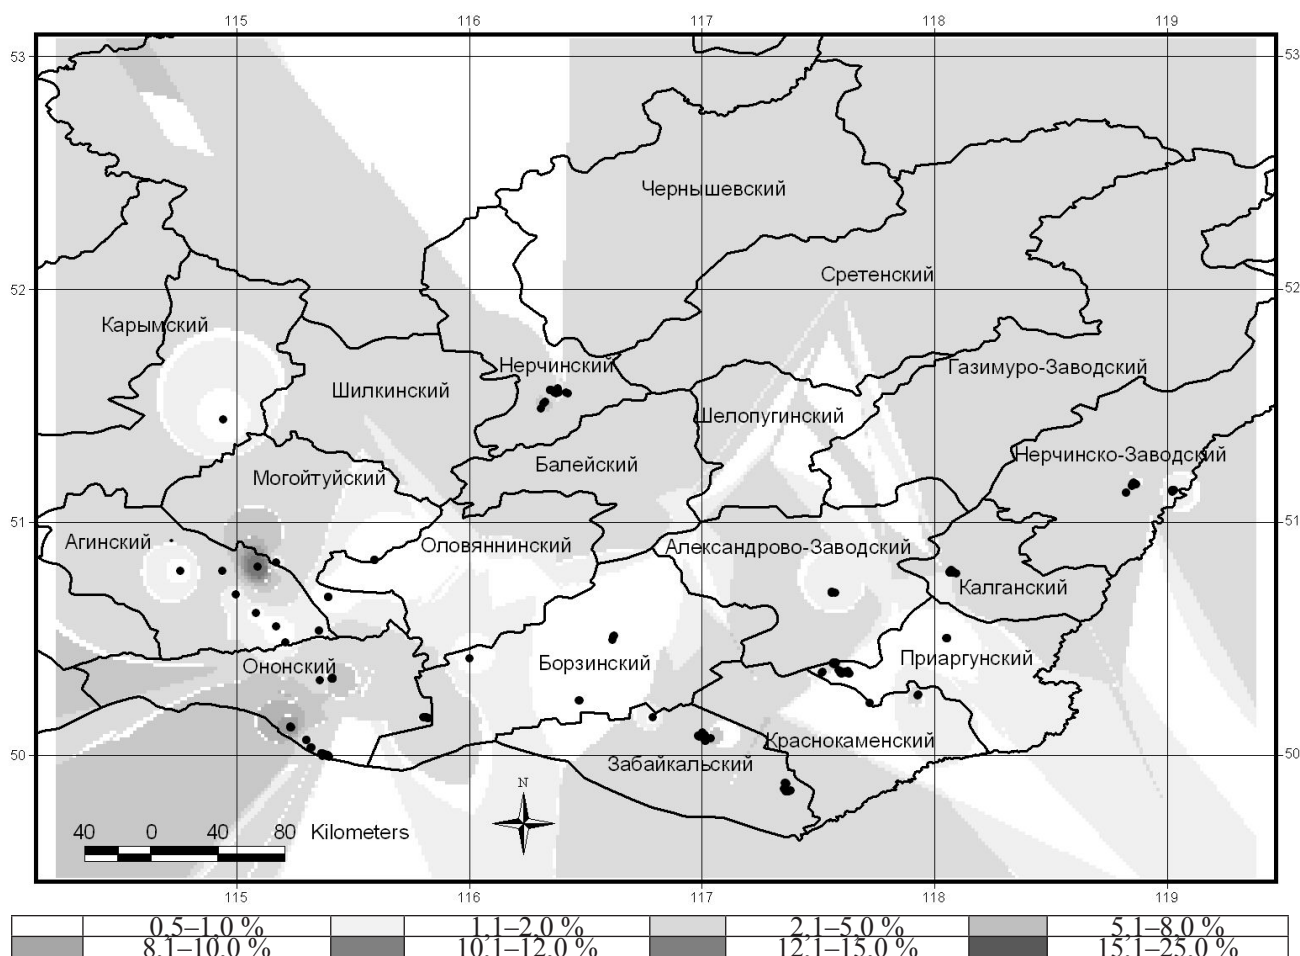 115 116 117 118 119
53 53
Чернышевский
Сретенский
52 52
Карымский
Нерчинский
Газимуро-Заводский
Шилкинский
Шелопугинский
Нерчинско-Заводский
Балейский
Могойтуйский
51 51
Агинский
Оловяннинский
Александрово-Заводский
Калганский
Ононский
Борзинский
Приаргунский
Краснокаменский
50 50
Забайкальский
N
40 0 40 80 Kilometers
115 116 117 118 119
0,5–1,0 % 1,1–2,0 % 2,1–5,0 % 5,1–8,0 %
8,1–10,0 % 10,1–12,0 % 12,1–15,0 % 15,1–25,0 %